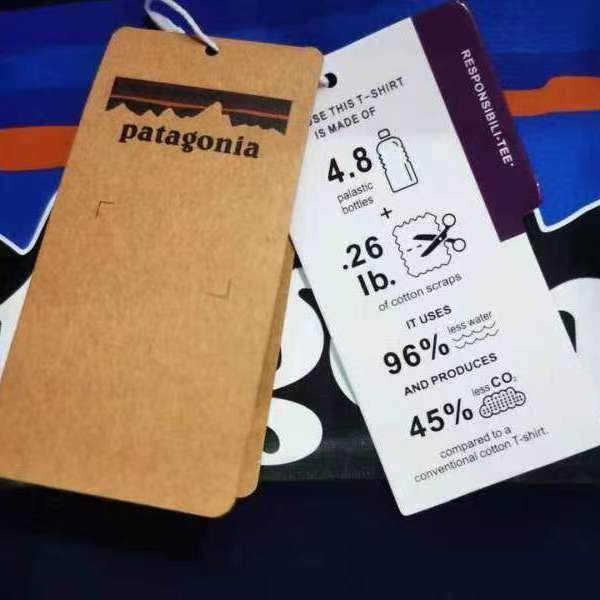 patagonia
RESPONSIBILI-TEE®
SE THIS T-SHIRT
IS MADE OF
4.8
palastic
bottles
+
.26
lb.
of cotton scraps
IT USES
96% less water
AND PRODUCES
45% less CO₂
compared to a
conventional cotton T-shirt.